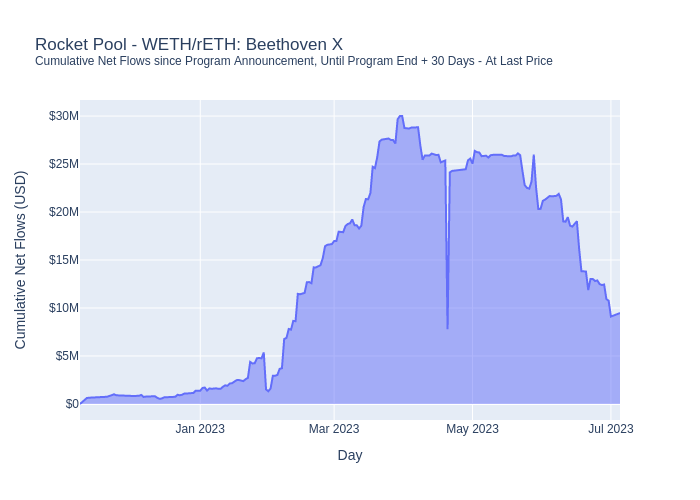 Rocket Pool - WETH/rETH: Beethoven X
Cumulative Net Flows since Program Announcement, Until Program End + 30 Days - At Last Price
Cumulative Net Flows (USD)
$30M
$25M
$20M
$15M
$10M
$5M
$0
Jan 2023
Mar 2023
May 2023
Jul 2023
Day